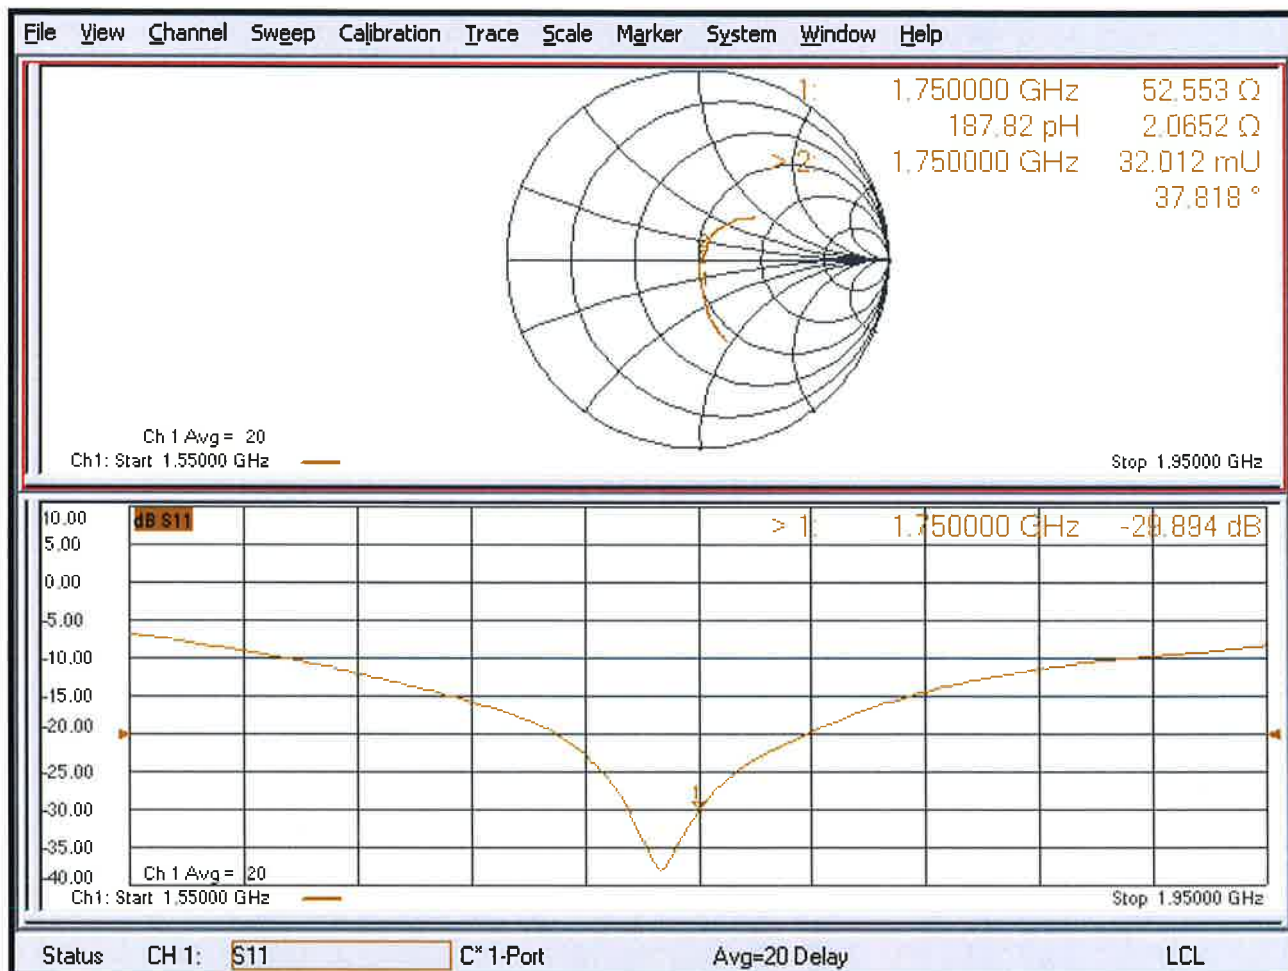 File View Channel Sweep Calibration Trace Scale Marker System Window Help
1: 1.750000 GHz 52.553 Ω
187.82 pH 2.0652 Ω
> 2: 1.750000 GHz 32.012 mU
37.818 °
Ch 1 Avg = 20
Ch1: Start 1.55000 GHz
Stop 1.95000 GHz
10.00
dB S11
> 1: 1.750000 GHz -29.894 dB
5.00
0.00
-5.00
-10.00
-15.00
-20.00
-25.00
-30.00
1
-35.00
-40.00
Ch 1 Avg = 20
Ch1: Start 1.55000 GHz
Stop 1.95000 GHz
Status CH 1: S11 C* 1-Port Avg=20 Delay LCL